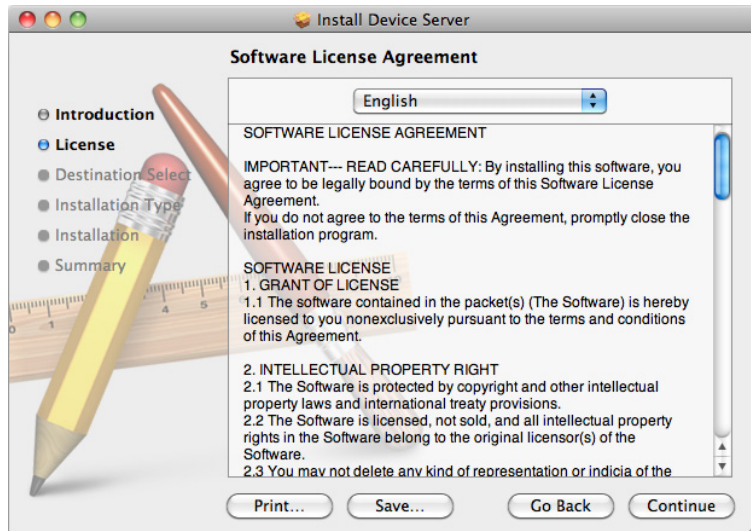 Install Device Server
Software License Agreement
Introduction
License
Destination Select
Installation Type
Installation
Summary
English
SOFTWARE LICENSE AGREEMENT
IMPORTANT--- READ CAREFULLY: By installing this software, you
agree to be legally bound by the terms of this Software License
Agreement.
If you do not agree to the terms of this Agreement, promptly close the
installation program.
SOFTWARE LICENSE
1. GRANT OF LICENSE
1.1 The software contained in the packet(s) (The Software) is hereby
licensed to you nonexclusively pursuant to the terms and conditions
of this Agreement.
2. INTELLECTUAL PROPERTY RIGHT
2.1 The Software is protected by copyright and other intellectual
property laws and international treaty provisions.
2.2 The Software is licensed, not sold, and all intellectual property
rights in the Software belong to the original licensor(s) of the
Software.
2.3 You may not delete any kind of representation or indicia of the
Print...
Save...
Go Back
Continue
0 1 4 5